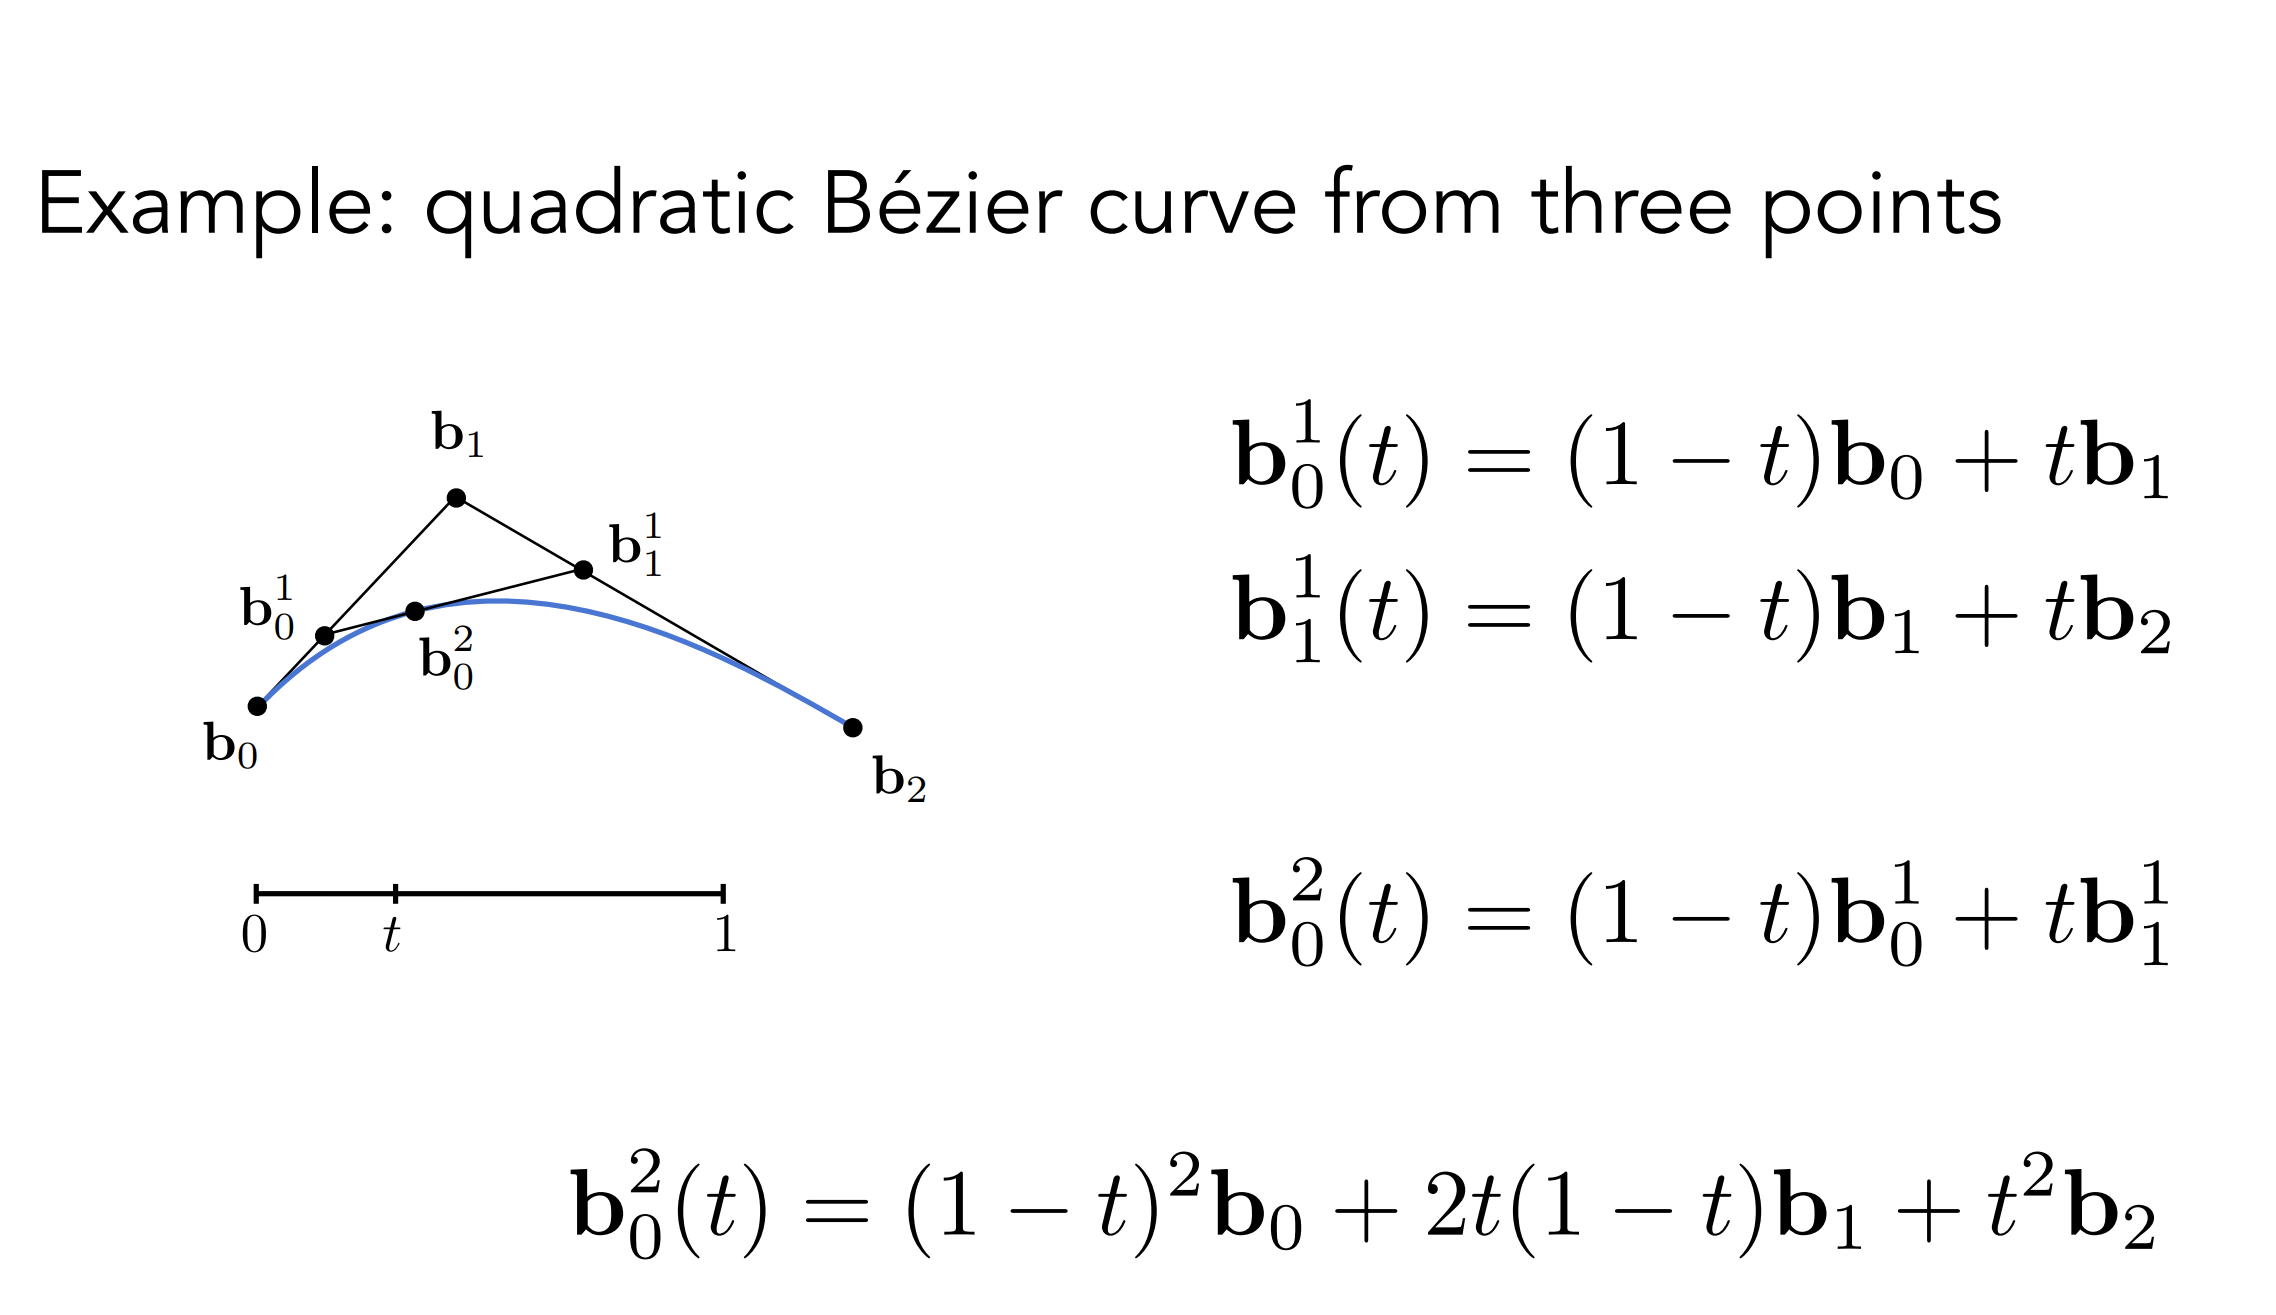 Example: quadratic Bézier curve from three points
b₁
b₁¹
b₀¹
b₀²
b₀
b₂
0 t 1
b₀¹(t) = (1 − t)b₀ + tb₁
b₁¹(t) = (1 − t)b₁ + tb₂
b₀²(t) = (1 − t)b₀¹ + tb₁¹
b₀²(t) = (1 − t)²b₀ + 2t(1 − t)b₁ + t²b₂